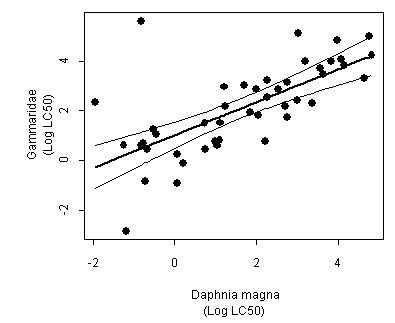 Gammaridae
(Log LC50)
4
2
0
-2
-2 0 2 4
Daphnia magna
(Log LC50)